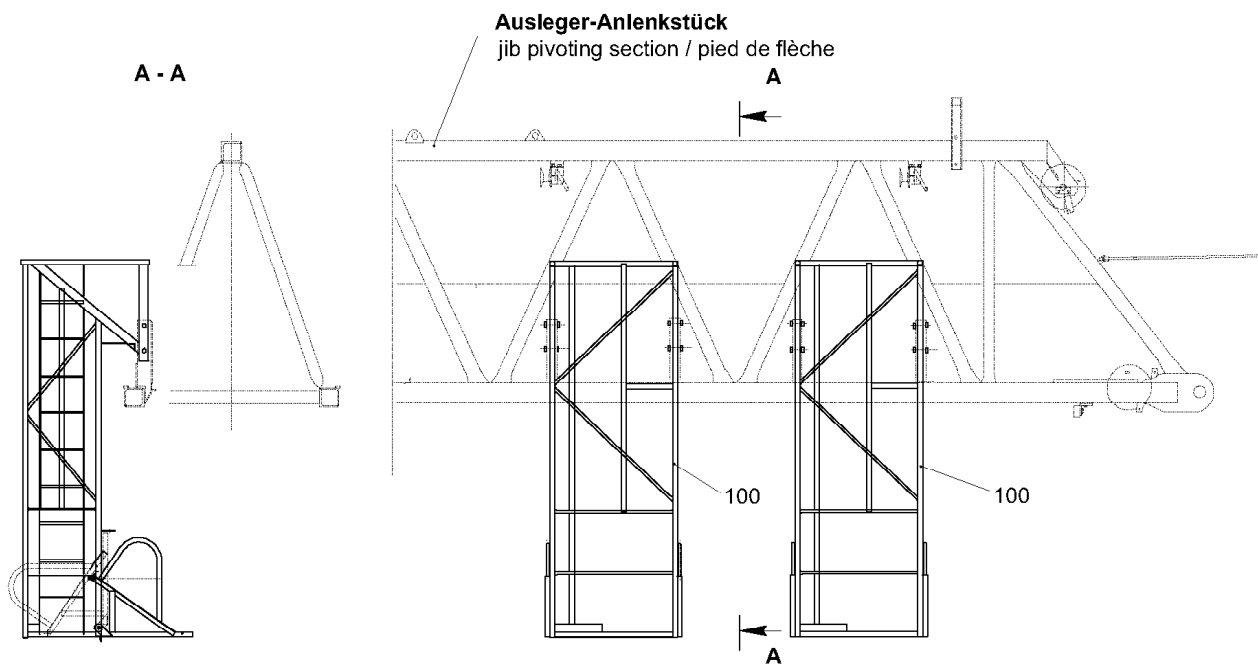 Ausleger-Anlenkstück
jib pivoting section / pied de flèche
A - A
A
100
100
A